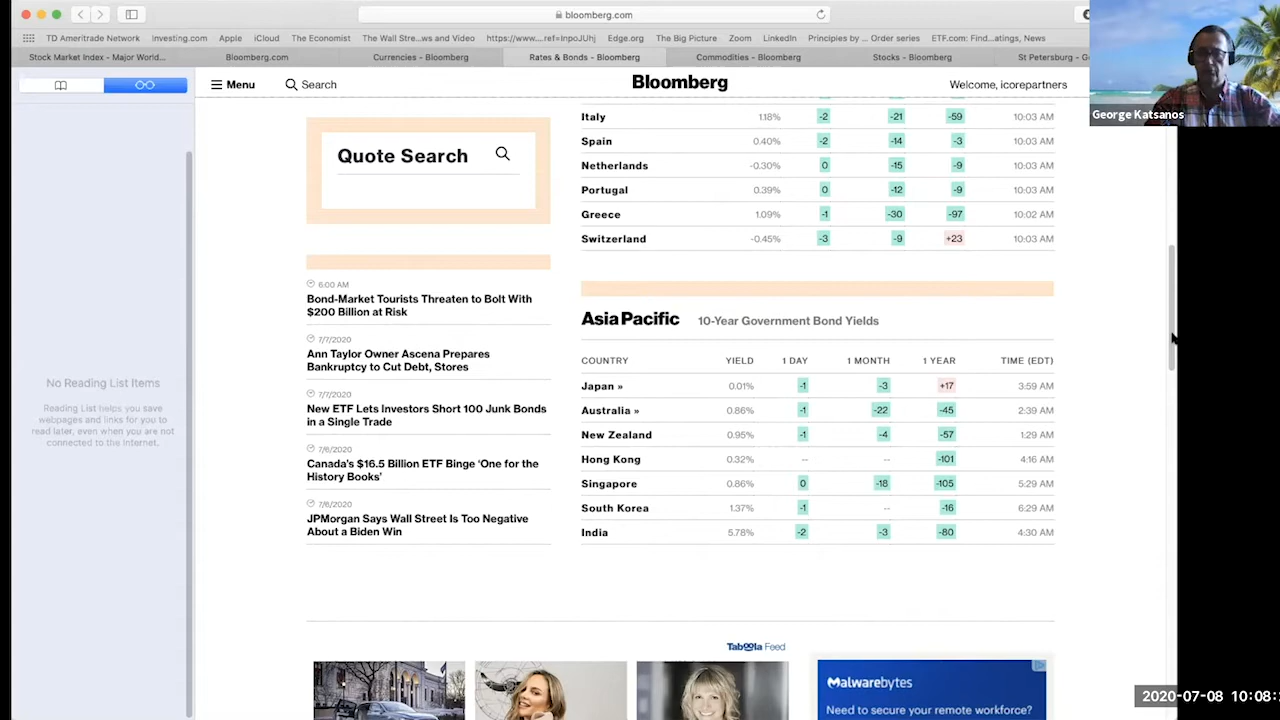 bloomberg.com
TD Ameritrade Network Investing.com Apple iCloud The Economist The Wall Stre...ws and Video https://www....ref=InpoJUhj Edge.org The Big Picture Zoom LinkedIn Principles by ... Order series ETF.com: Find...atings, News
Stock Market Index - Major World... Bloomberg.com Currencies - Bloomberg Rates & Bonds - Bloomberg Commodities - Bloomberg Stocks - Bloomberg St Petersburg - G
Menu Search Bloomberg Welcome, icorepartners
George Katsanos
Italy 1.18% -2 -21 -59 10:03 AM
Spain 0.40% -2 -14 -3 10:03 AM
Netherlands -0.30% 0 -15 -9 10:03 AM
Portugal 0.39% 0 -12 -9 10:03 AM
Greece 1.09% -1 -30 -97 10:02 AM
Switzerland -0.45% -3 -9 +23 10:03 AM
Quote Search
6:00 AM
Bond-Market Tourists Threaten to Bolt With
$200 Billion at Risk
7/7/2020
Ann Taylor Owner Ascena Prepares
Bankruptcy to Cut Debt, Stores
7/7/2020
New ETF Lets Investors Short 100 Junk Bonds
in a Single Trade
7/6/2020
Canada's $16.5 Billion ETF Binge 'One for the
History Books'
7/6/2020
JPMorgan Says Wall Street Is Too Negative
About a Biden Win
No Reading List Items
Reading List helps you save
webpages and links for you to
read later, even when you are
not connected to the Internet.
Asia Pacific 10-Year Government Bond Yields
COUNTRY YIELD 1 DAY 1 MONTH 1 YEAR TIME (EDT)
Japan » 0.01% -1 -3 +17 3:59 AM
Australia » 0.86% -1 -22 -45 2:39 AM
New Zealand 0.95% -1 -4 -57 1:29 AM
Hong Kong 0.32% -- -- -101 4:16 AM
Singapore 0.86% 0 -18 -105 5:29 AM
South Korea 1.37% -1 -- -16 6:29 AM
India 5.78% -2 -3 -80 4:30 AM
Taboola Feed
Malwarebytes
Need to secure your remote workforce?
2020-07-08 10:08: